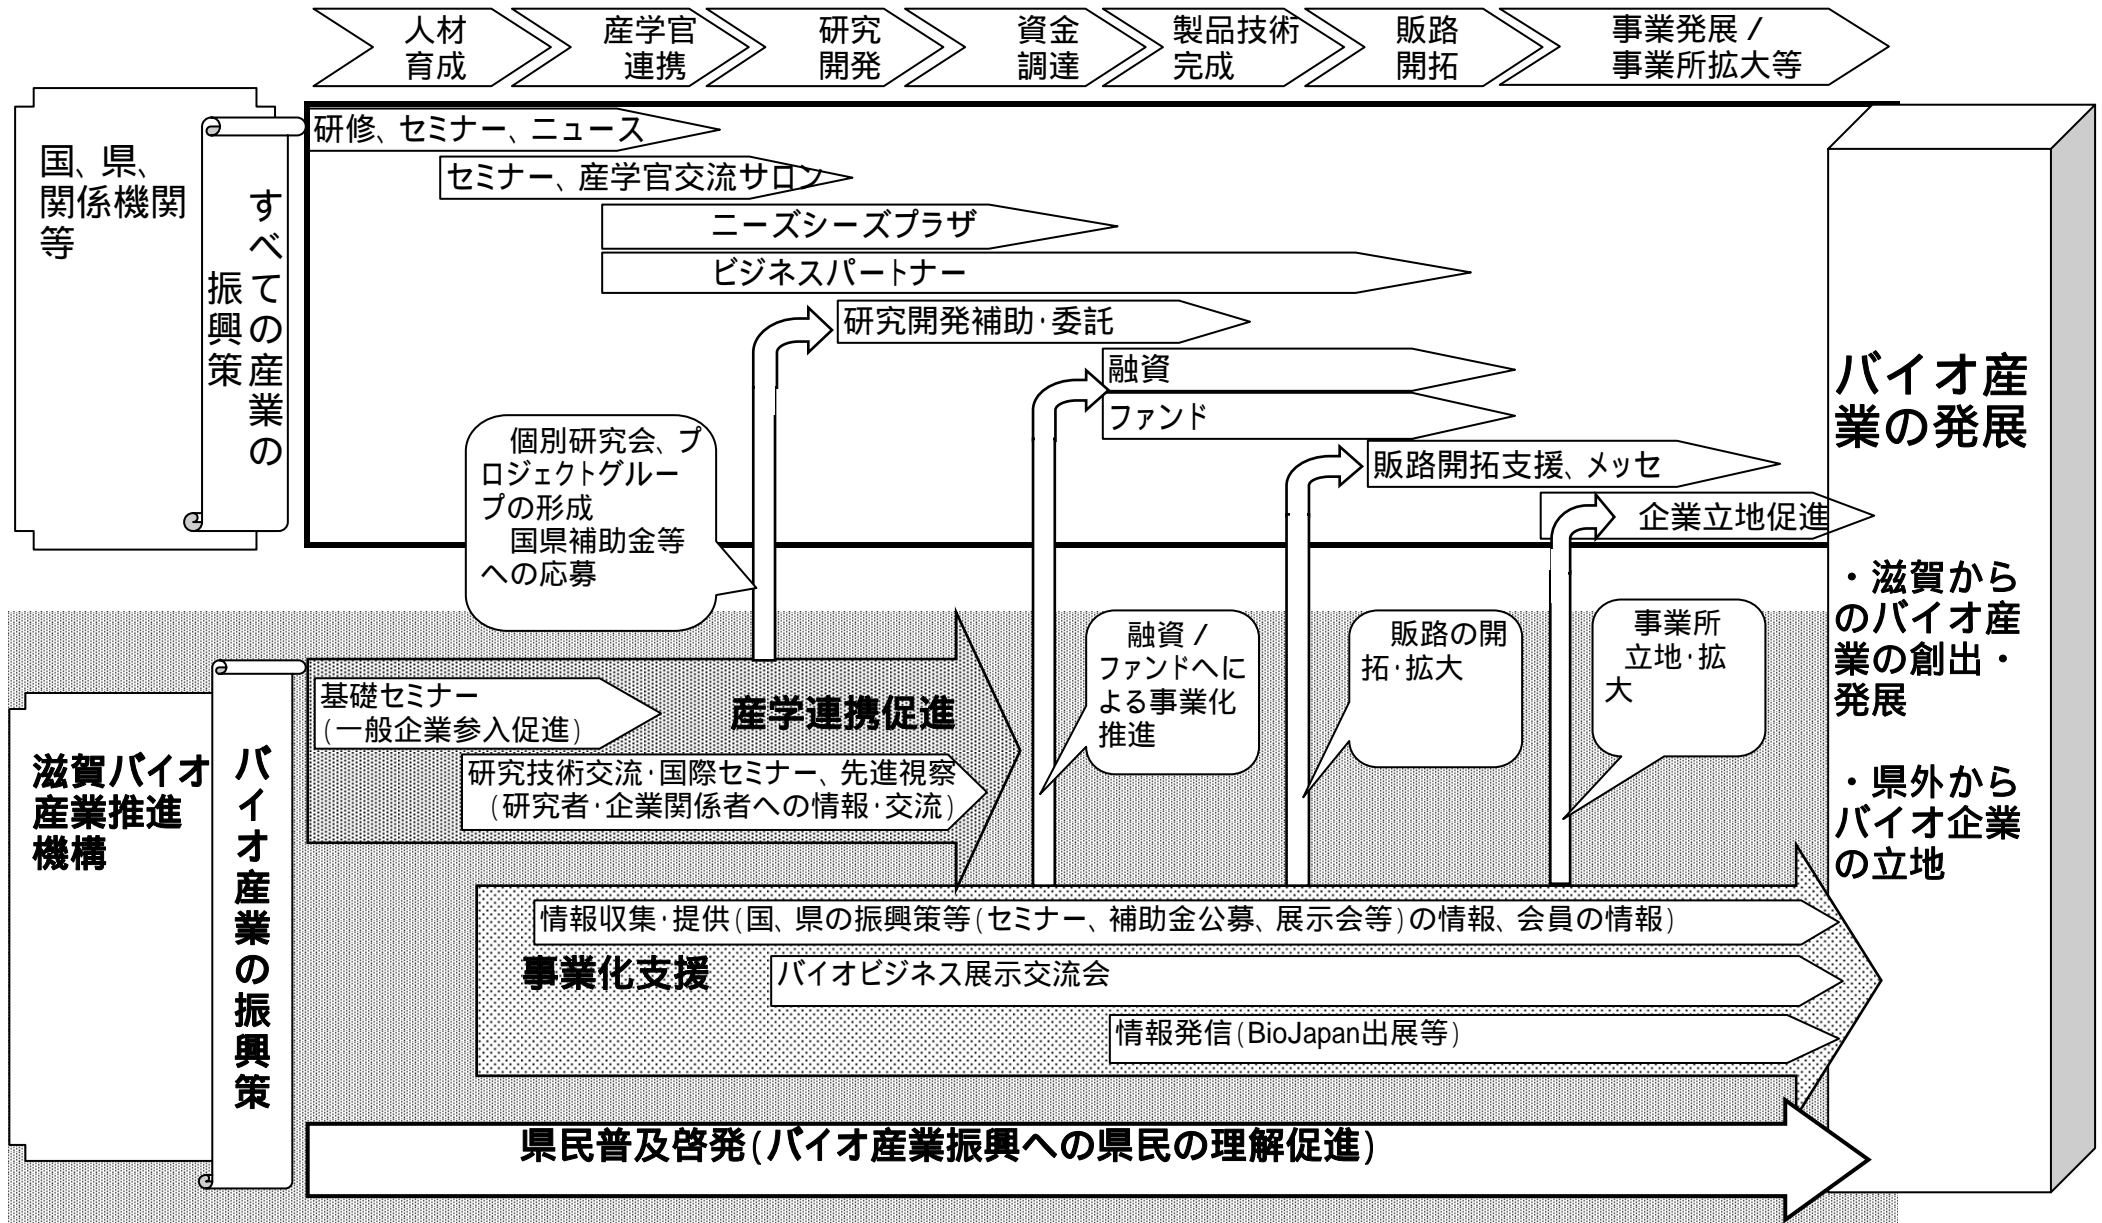 人材
育成
産学官
連携
研究
開発
資金
調達
製品技術
完成
販路
開拓
事業発展/
事業所拡大等
国、県、
関係機関
等
すべての産業の
振興策
研修、セミナー、ニュース
セミナー、産学官交流サロン
ニーズシーズプラザ
ビジネスパートナー
研究開発補助・委託
融資
ファンド
販路開拓支援、メッセ
企業立地促進
個別研究会、プ
ロジェクトグルー
プの形成
国県補助金等
への応募
融資/
ファンドへに
よる事業化
推進
販路の開
拓・拡大
事業所
立地・拡
大
バイオ産
業の発展
・滋賀から
のバイオ産
業の創出・
発展
・県外から
バイオ企業
の立地
滋賀バイオ
産業推進
機構
バイオ産業の振興策
基礎セミナー
(一般企業参入促進)
産学連携促進
研究技術交流・国際セミナー、先進視察
(研究者・企業関係者への情報・交流)
情報収集・提供(国、県の振興策等(セミナー、補助金公募、展示会等)の情報、会員の情報)
事業化支援
バイオビジネス展示交流会
情報発信(BioJapan出展等)
県民普及啓発(バイオ産業振興への県民の理解促進)